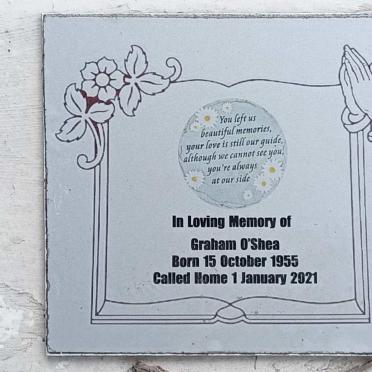 You left us
beautiful memories,
your love is still our guide,
although we cannot see you,
you're always
at our side
In Loving Memory of
Graham O'Shea
Born 15 October 1955
Called Home 1 January 2021